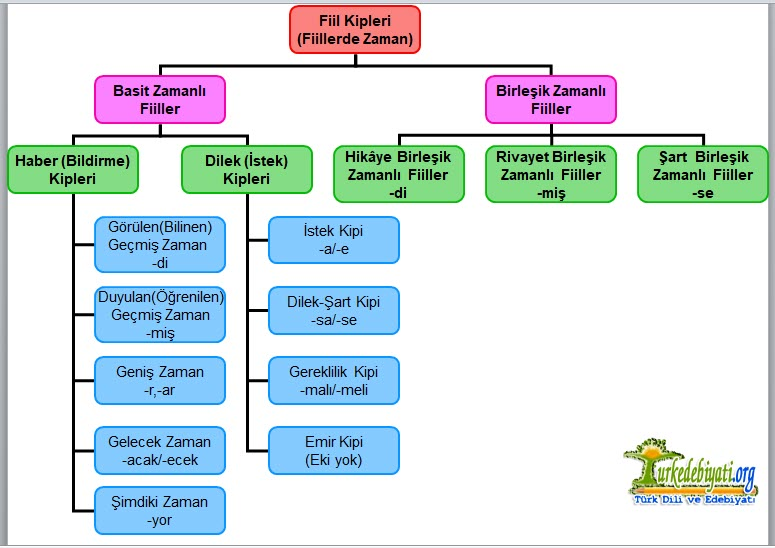 Fiil Kipleri
(Fiillerde Zaman)
Basit Zamanlı
Fiiller
Birleşik Zamanlı
Fiiller
Haber (Bildirme)
Kipleri
Dilek (İstek)
Kipleri
Hikâye Birleşik
Zamanlı Fiiller
-di
Rivayet Birleşik
Zamanlı Fiiller
-miş
Şart Birleşik
Zamanlı Fiiller
-se
Görülen(Bilinen)
Geçmiş Zaman
-di
Duyulan(Öğrenilen)
Geçmiş Zaman
-miş
Geniş Zaman
-r,-ar
Gelecek Zaman
-acak/-ecek
Şimdiki Zaman
-yor
İstek Kipi
-a/-e
Dilek-Şart Kipi
-sa/-se
Gereklilik Kipi
-malı/-meli
Emir Kipi
(Eki yok)
Turkedebiyati.org
Türk Dili ve Edebiyatı